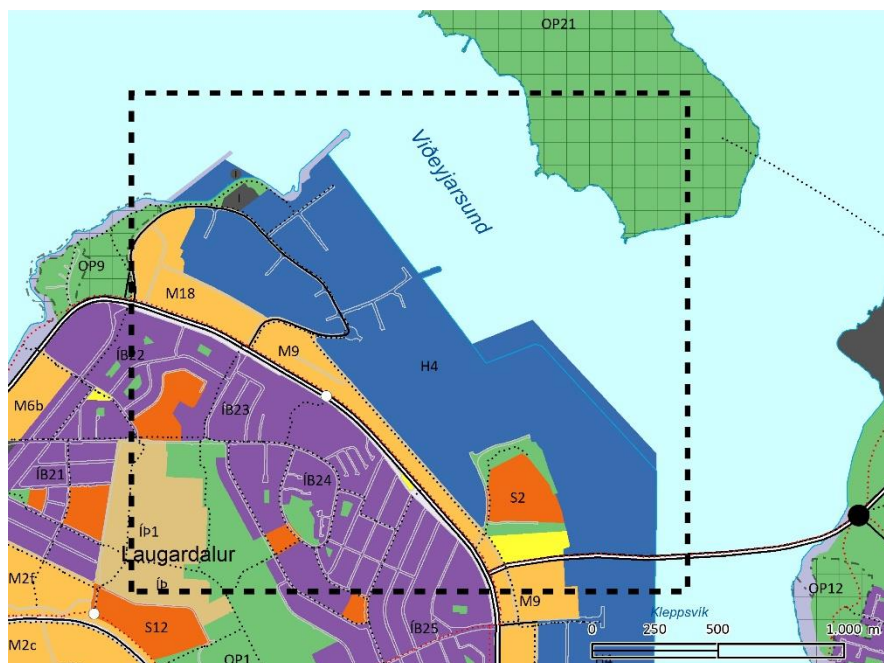 OP21
Viðeyjarsund
I
I
OP9
M18
H4
M9
ÍB22
M6b
ÍB23
ÍB21
ÍB24
S2
ÍÞ1
Laugardalur
M2f
ÍÞ
M9
OP12
Kleppsvík
S12
ÍB25
0 250 500 1,000 m
M2c
OP1